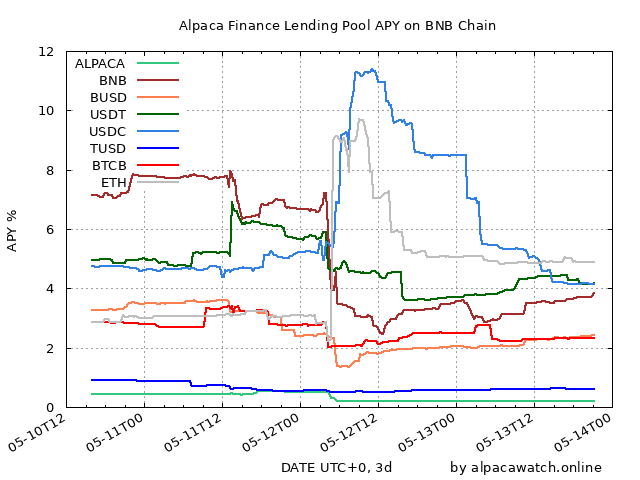 Alpaca Finance Lending Pool APY on BNB Chain
12
10
8
6
4
2
0
APY %
ALPACA
BNB
BUSD
USDT
USDC
TUSD
BTCB
ETH
05-10T12
05-11T00
05-11T12
05-12T00
05-12T12
05-13T00
05-13T12
05-14T00
DATE UTC+0, 3d
by alpacawatch.online